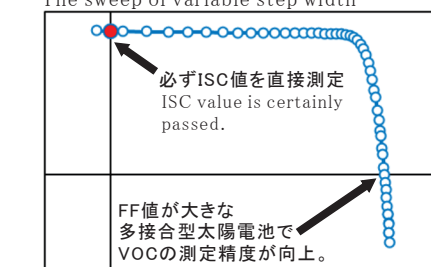 The sweep of variable step width
必ずISC値を直接測定
ISC value is certainly
passed.
FF値が大きな
多接合型太陽電池で
VOCの測定精度が向上。